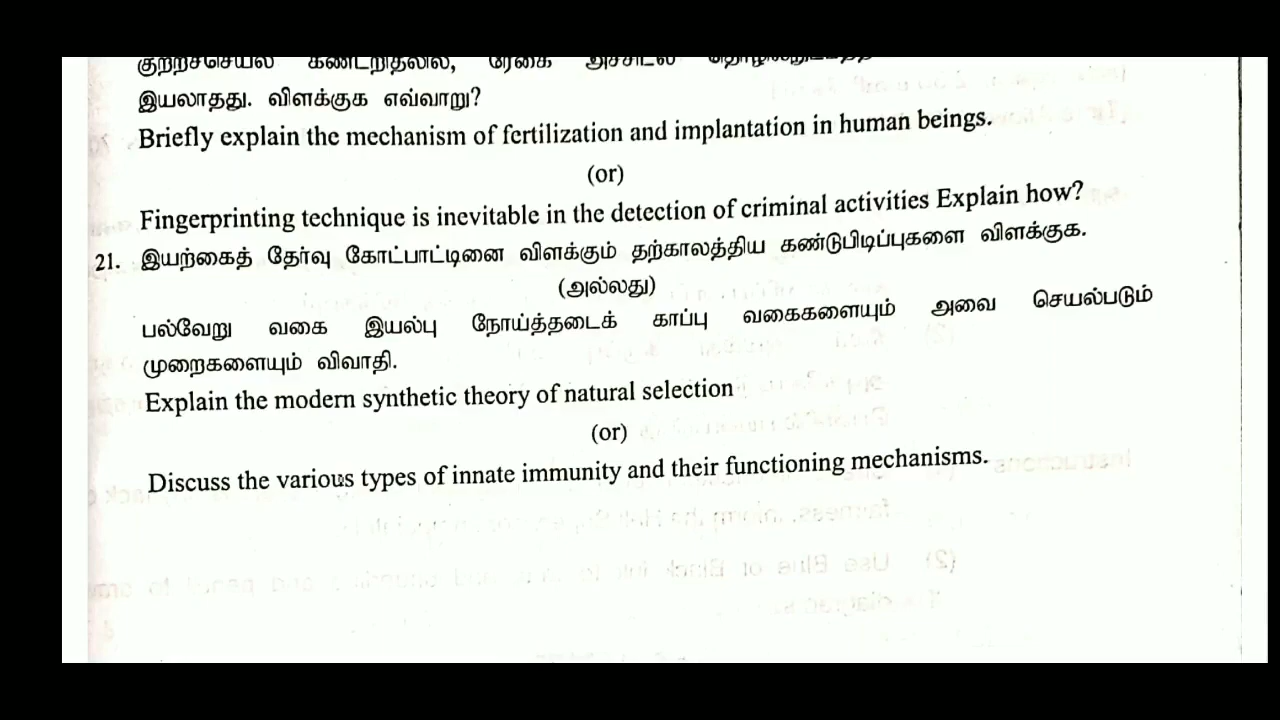 இயலாதது. விளக்குக எவ்வாறு?
Briefly explain the mechanism of fertilization and implantation in human beings.
(or)
Fingerprinting technique is inevitable in the detection of criminal activities Explain how?
21. இயற்கைத் தேர்வு கோட்பாட்டினை விளக்கும் தற்காலத்திய கண்டுபிடிப்புகளை விளக்குக.
(அல்லது)
பல்வேறு வகை இயல்பு நோய்த்தடைக் காப்பு வகைகளையும் அவை செயல்படும்
முறைகளையும் விவாதி.
Explain the modern synthetic theory of natural selection
(or)
Discuss the various types of innate immunity and their functioning mechanisms.